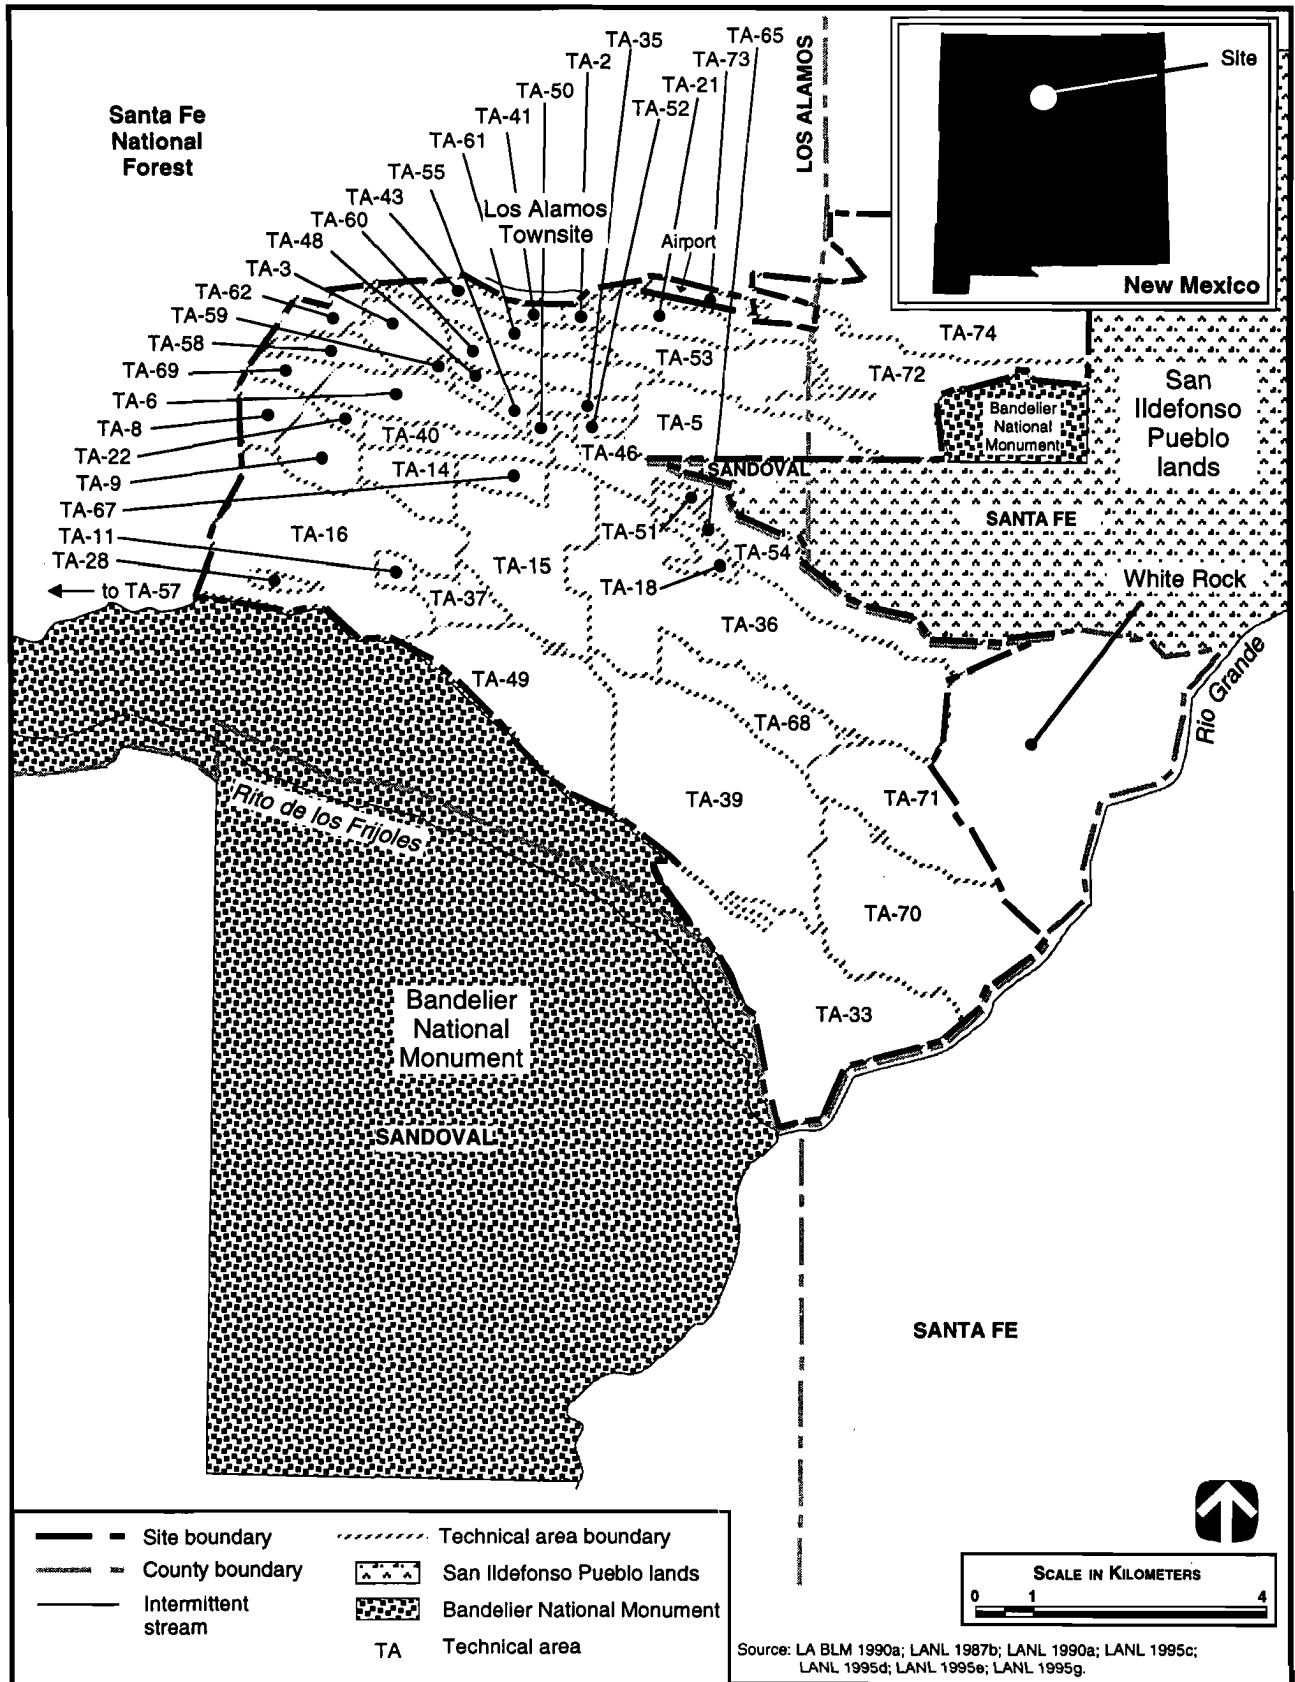 TA-35
TA-65
TA-2
TA-73
TA-50
TA-21
TA-41
TA-52
TA-61
TA-55
TA-43
TA-60
TA-48
TA-3
TA-62
TA-59
TA-58
TA-69
TA-6
TA-8
TA-22
TA-9
TA-67
TA-11
TA-28
to TA-57
Santa Fe
National
Forest
Los Alamos
Townsite
Airport
LOS ALAMOS
Site
New Mexico
TA-74
TA-53
TA-72
TA-5
TA-40
TA-46
TA-14
Bandelier
National
Monument
San
Ildefonso
Pueblo
lands
SANDOVAL
SANTA FE
TA-16
TA-51
TA-54
TA-15
TA-18
TA-37
TA-36
White Rock
TA-49
TA-68
Rio Grande
TA-39
TA-71
Rito de los Frijoles
TA-70
TA-33
Bandelier
National
Monument
SANDOVAL
SANTA FE
Site boundary
County boundary
Intermittent
stream
Technical area boundary
San Ildefonso Pueblo lands
Bandelier National Monument
TA
Technical area
SCALE IN KILOMETERS
0 1 4
Source: LA BLM 1990a; LANL 1987b; LANL 1990a; LANL 1995c;
LANL 1995d; LANL 1995e; LANL 1995g.